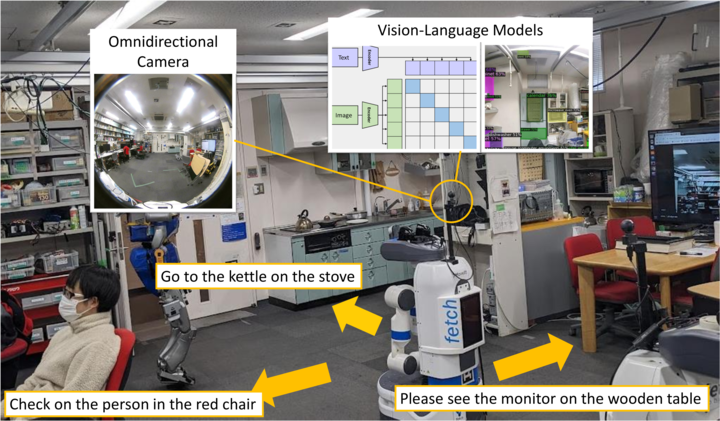 Omnidirectional
Camera
Vision-Language Models
Text
Encoder
Image
Encoder
Go to the kettle on the stove
fetch
Check on the person in the red chair
Please see the monitor on the wooden table